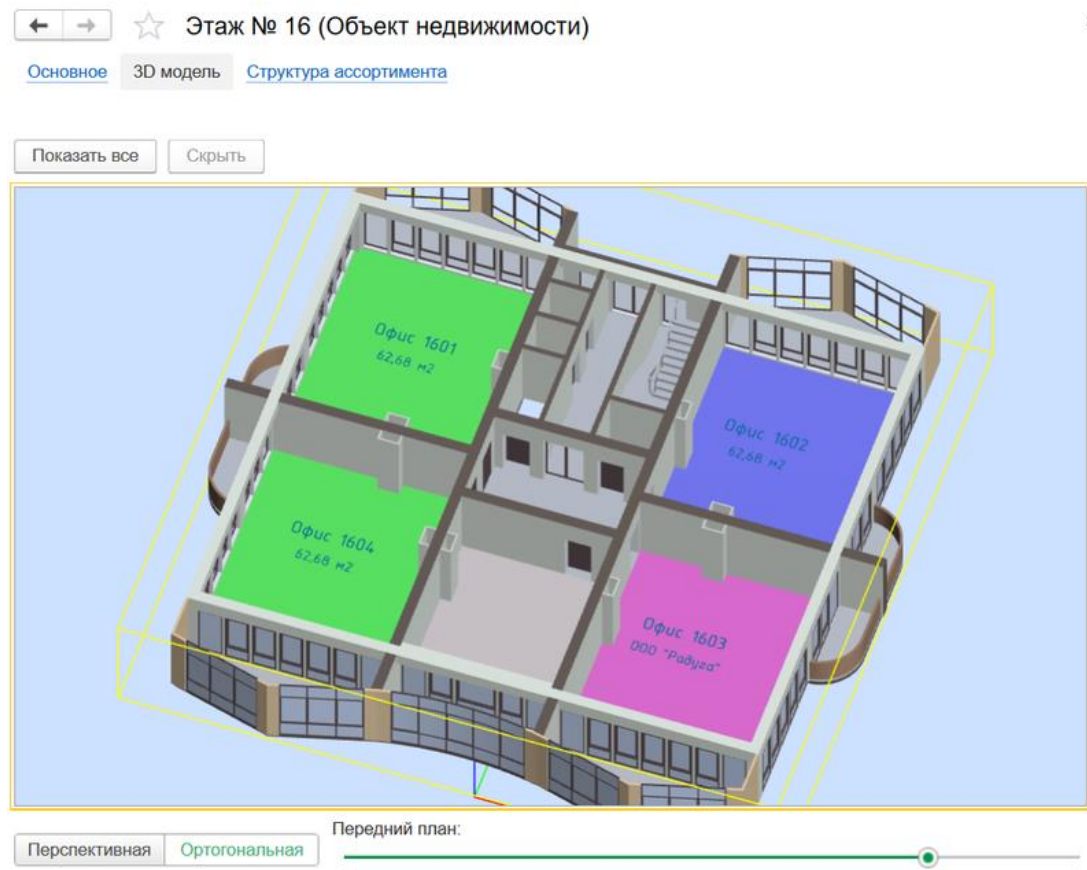 Этаж № 16 (Объект недвижимости)
Основное 3D модель Структура ассортимента
Показать все Скрыть
Офис 1601
62,68 м2
Офис 1602
62,68 м2
Офис 1604
62,68 м2
Офис 1603
ООО "Радуга"
Передний план:
Перспективная Ортогональная